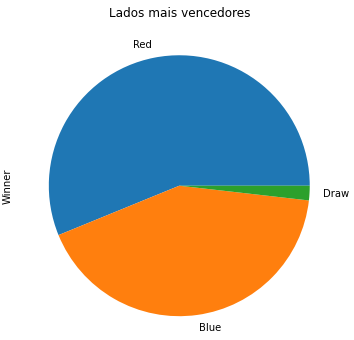 Lados mais vencedores
Red
Winner
Draw
Blue